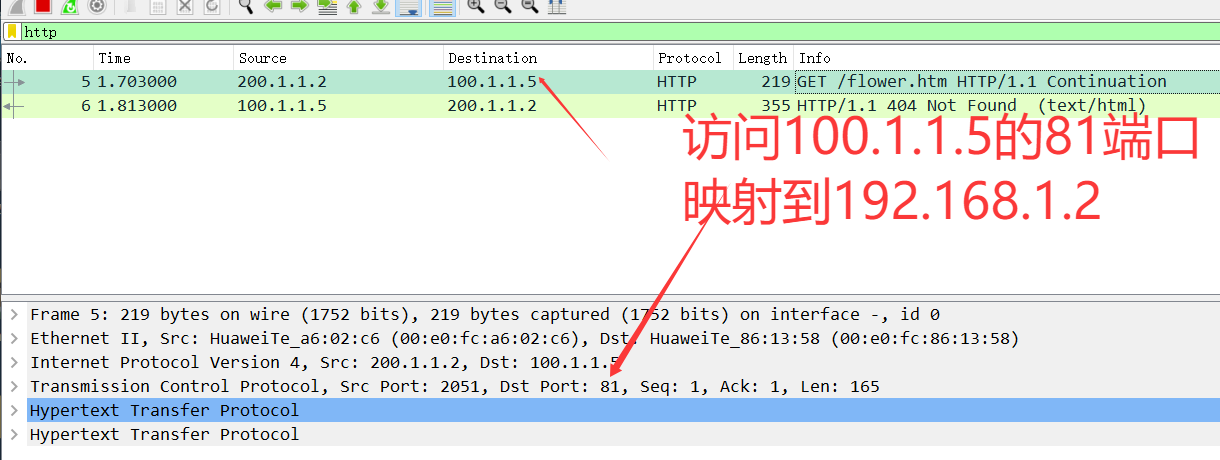 http
No. Time Source Destination Protocol Length Info
5 1.703000 200.1.1.2 100.1.1.5 HTTP 219 GET /flower.htm HTTP/1.1 Continuation
6 1.813000 100.1.1.5 200.1.1.2 HTTP 355 HTTP/1.1 404 Not Found (text/html)
访问100.1.1.5的81端口
映射到192.168.1.2
Frame 5: 219 bytes on wire (1752 bits), 219 bytes captured (1752 bits) on interface -, id 0
Ethernet II, Src: HuaweiTe_a6:02:c6 (00:e0:fc:a6:02:c6), Dst: HuaweiTe_86:13:58 (00:e0:fc:86:13:58)
Internet Protocol Version 4, Src: 200.1.1.2, Dst: 100.1.1.5
Transmission Control Protocol, Src Port: 2051, Dst Port: 81, Seq: 1, Ack: 1, Len: 165
Hypertext Transfer Protocol
Hypertext Transfer Protocol